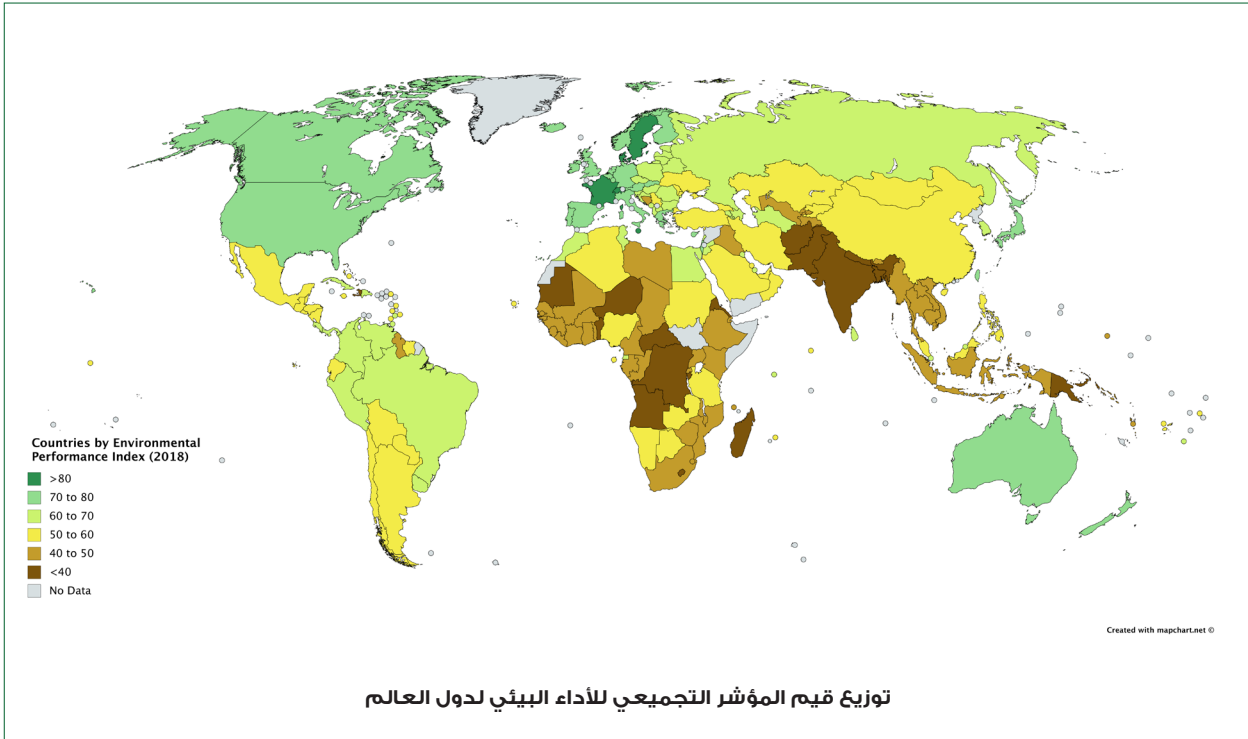 Countries by Environmental
Performance Index (2018)
>80
70 to 80
60 to 70
50 to 60
40 to 50
<40
No Data
Created with mapchart.net ©
توزيع قيم المؤشر التجميعي للأداء البيئي لدول العالم